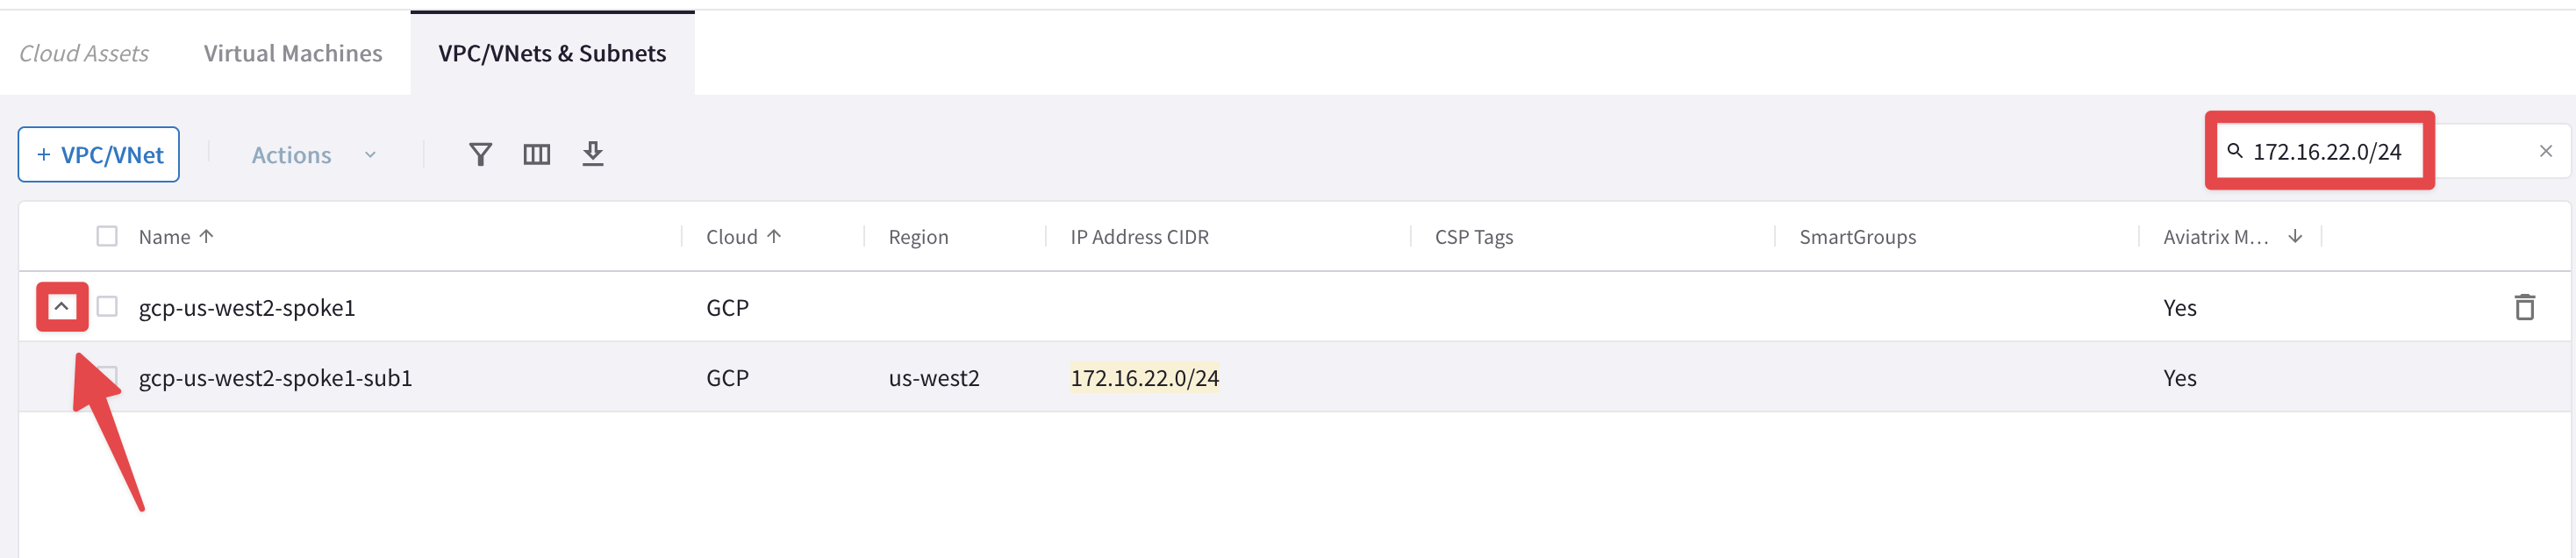 Cloud Assets Virtual Machines VPC/VNets & Subnets
+ VPC/VNet Actions 172.16.22.0/24
Name Cloud Region IP Address CIDR CSP Tags SmartGroups Aviatrix M...
gcp-us-west2-spoke1 GCP Yes
gcp-us-west2-spoke1-sub1 GCP us-west2 172.16.22.0/24 Yes